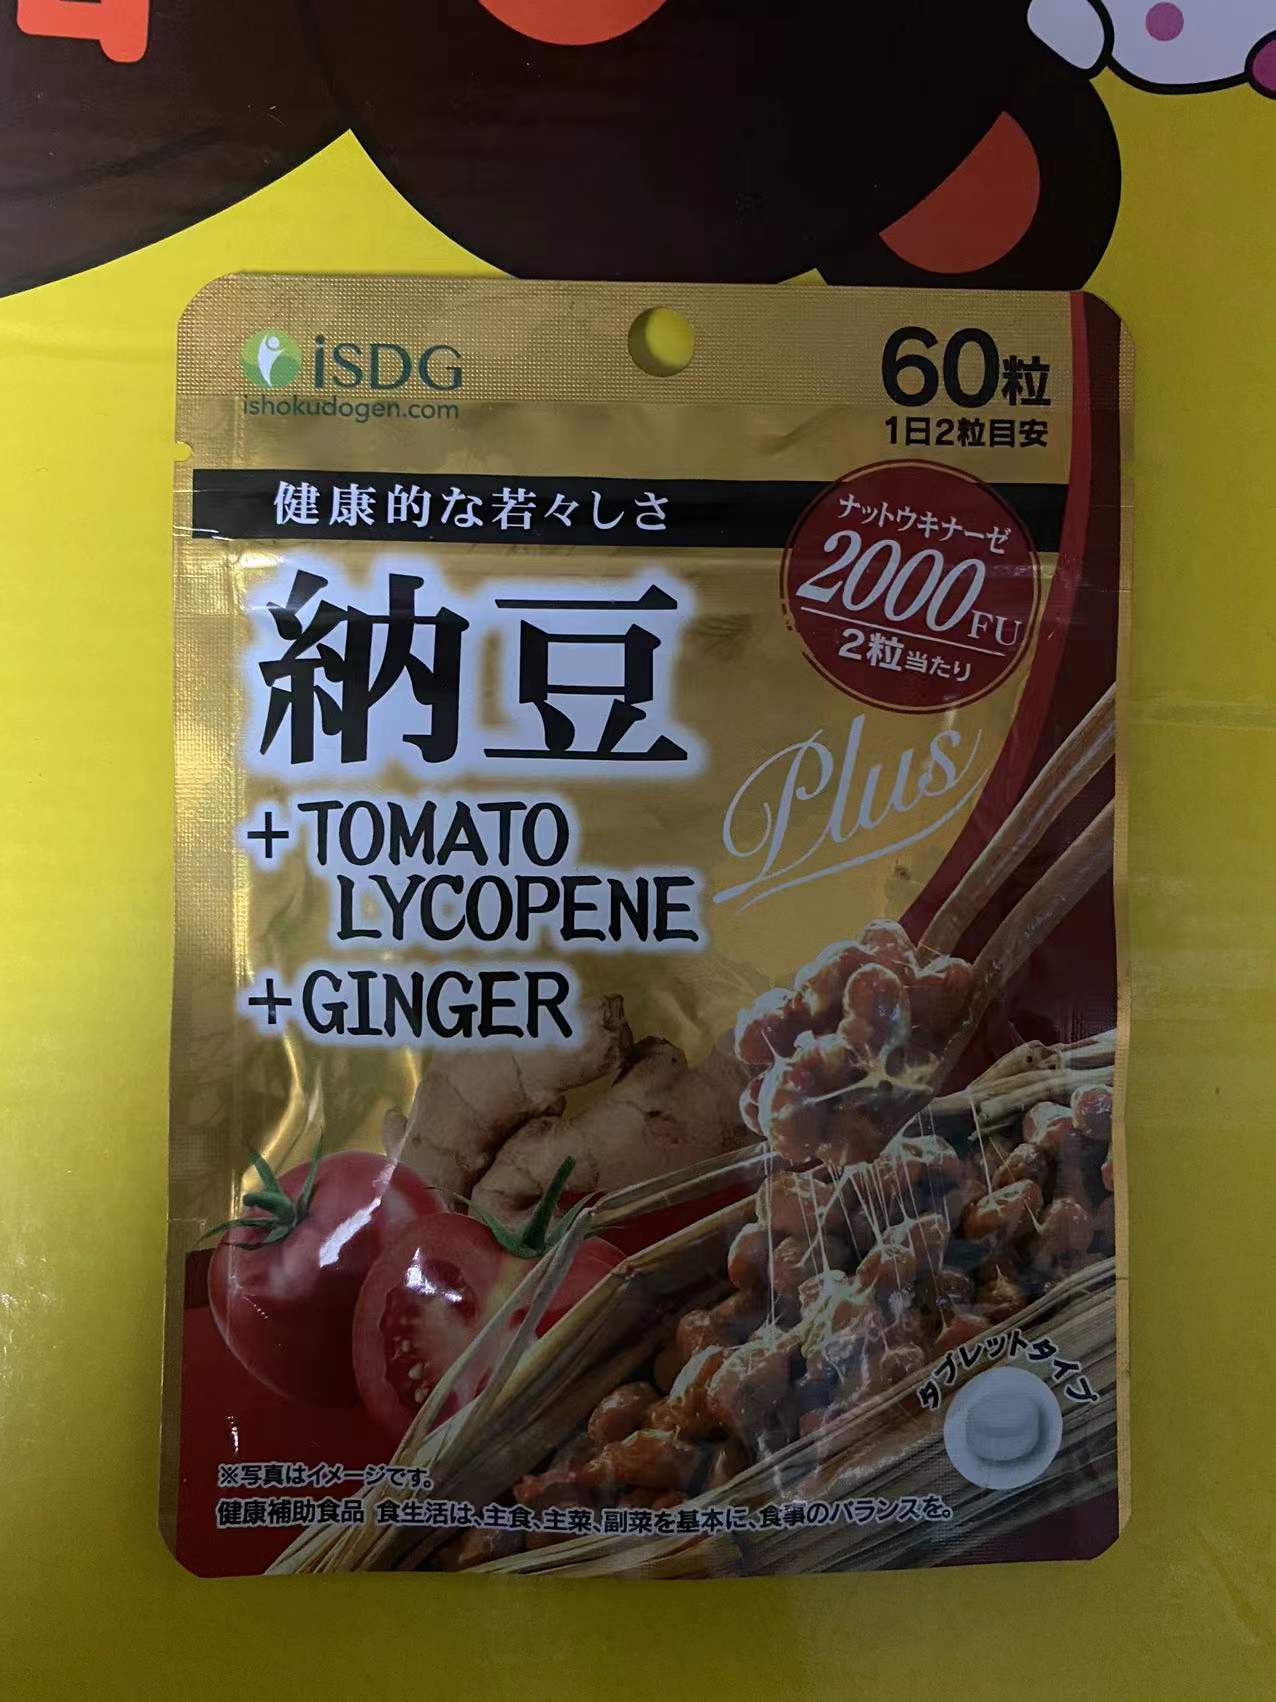 iSDG
ishokudogen.com
60粒
1日2粒目安
健康的な若々しさ
ナットウキナーゼ
2000FU
2粒当たり
納豆
Plus
+TOMATO
LYCOPENE
+GINGER
タブレットタイプ
※写真はイメージです。
健康補助食品 食生活は、主食、主菜、副菜を基本に、食事のバランスを。